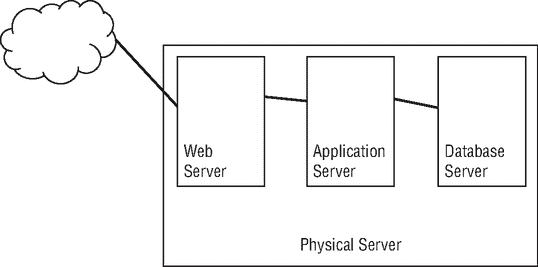 Web
Server
Application
Server
Database
Server
Physical Server